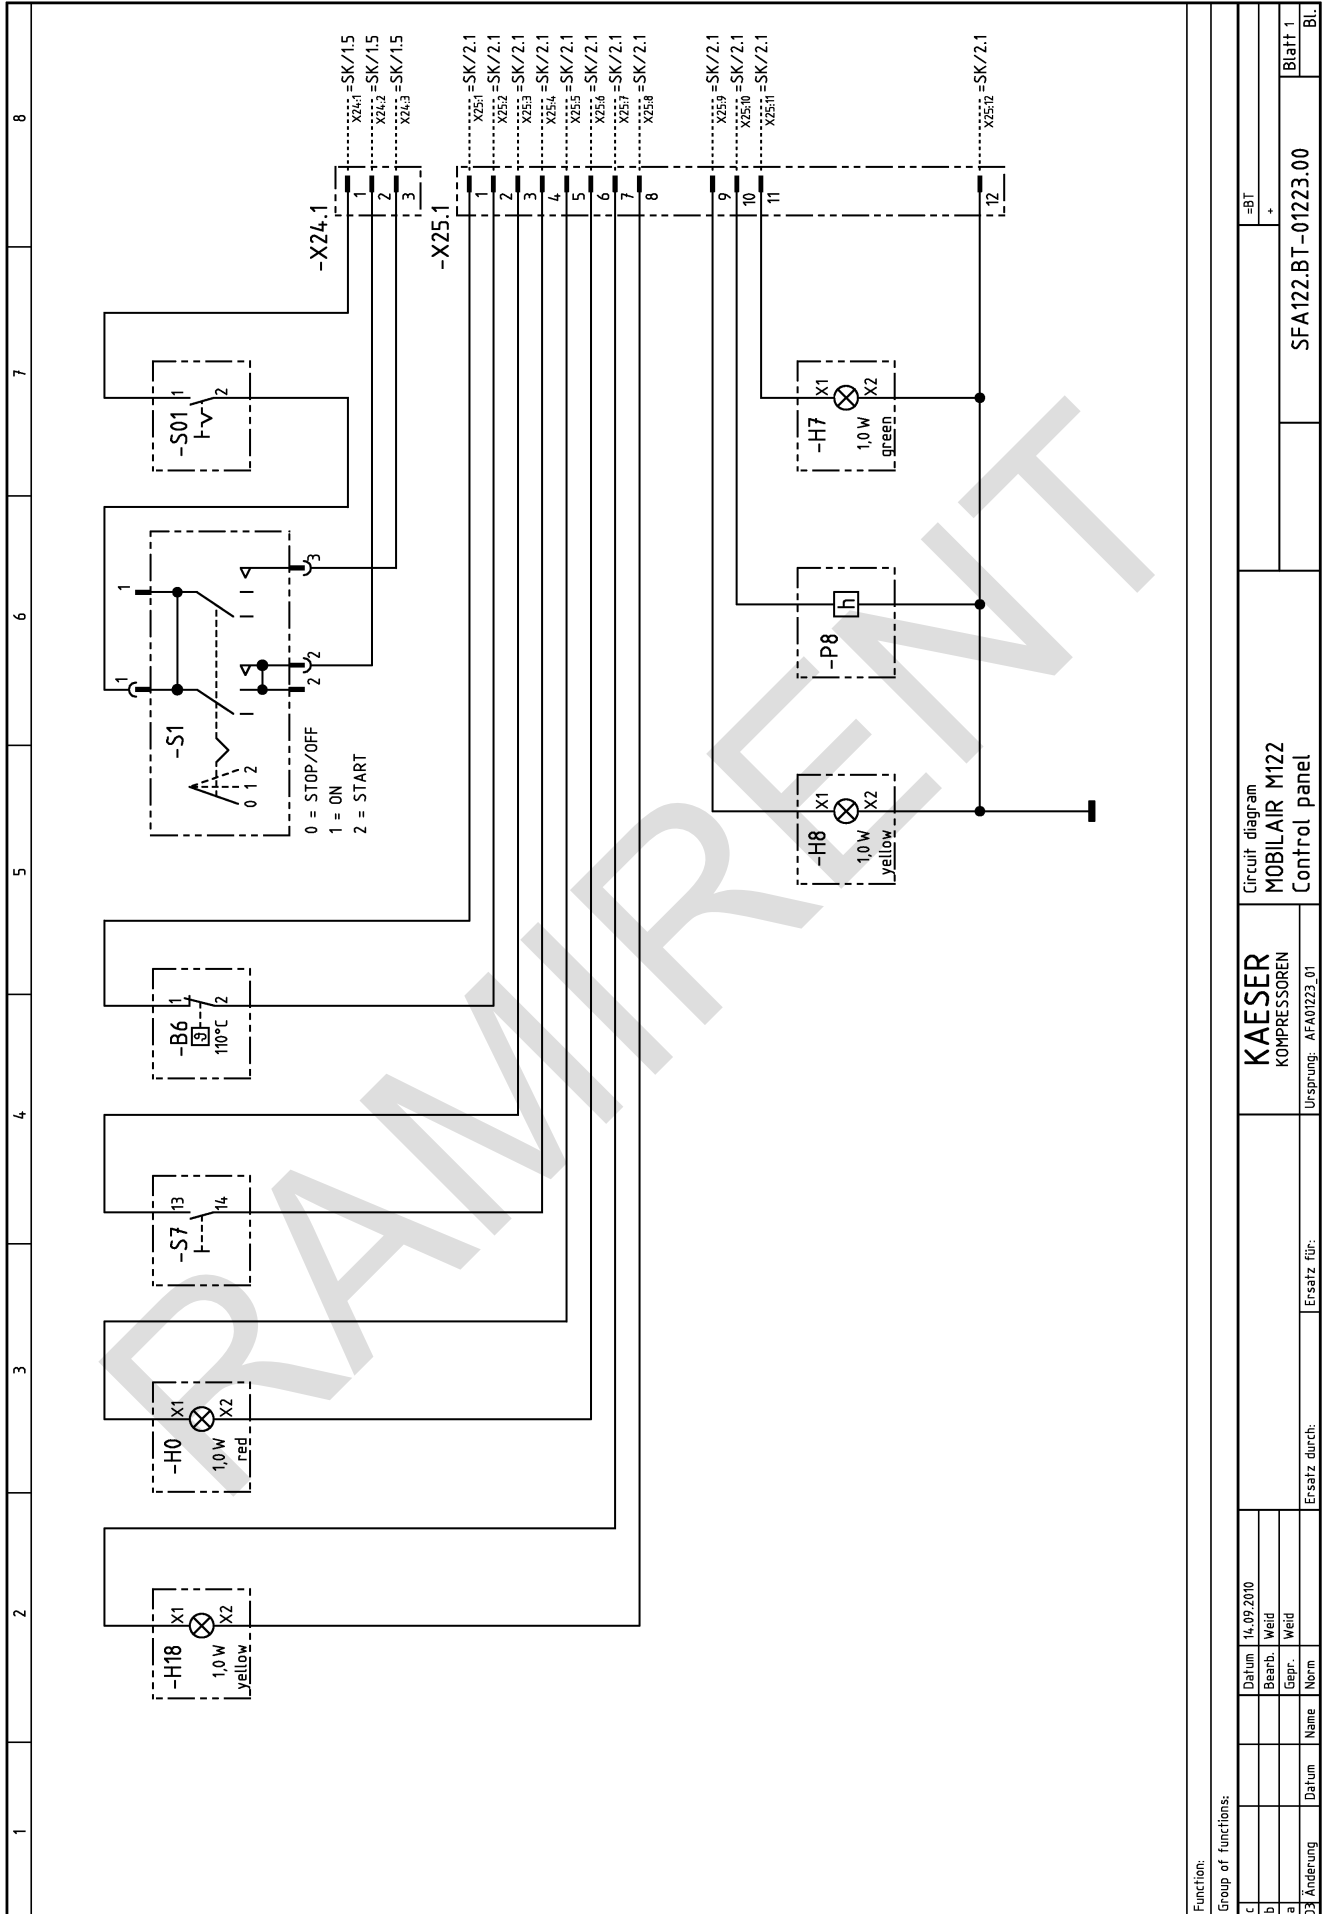 1
2
3
4
5
6
7
8
-H18
X1
X2
1,0 W
yellow
-H0
X1
X2
1,0 W
red
-S7
13
14
-B6
1
2
ϑ
110°C
-S1
1
1
0 1 2
2
2
3
0 = STOP/OFF
1 = ON
2 = START
-S01
1
2
-X24.1
1
2
3
X24:1
=SK/1.5
X24:2
=SK/1.5
X24:3
=SK/1.5
-X25.1
1
2
3
4
5
6
7
8
9
10
11
12
X25:1
=SK/2.1
X25:2
=SK/2.1
X25:3
=SK/2.1
X25:4
=SK/2.1
X25:5
=SK/2.1
X25:6
=SK/2.1
X25:7
=SK/2.1
X25:8
=SK/2.1
X25:9
=SK/2.1
X25:10
=SK/2.1
X25:11
=SK/2.1
X25:12
=SK/2.1
-H8
X1
X2
1,0 W
yellow
-P8
h
-H7
X1
X2
1,0 W
green
RAMIRENT
Function:
Group of functions:
c
b
a
03 Änderung
Datum
Name
Datum 14.09.2010
Bearb. Weid
Gepr. Weid
Norm
Ersatz durch:
Ersatz für:
KAESER
KOMPRESSOREN
Ursprung: AFA01223_01
Circuit diagram
MOBILAIR M122
Control panel
=BT
+
SFA122.BT-01223.00
Blatt 1
Bl.